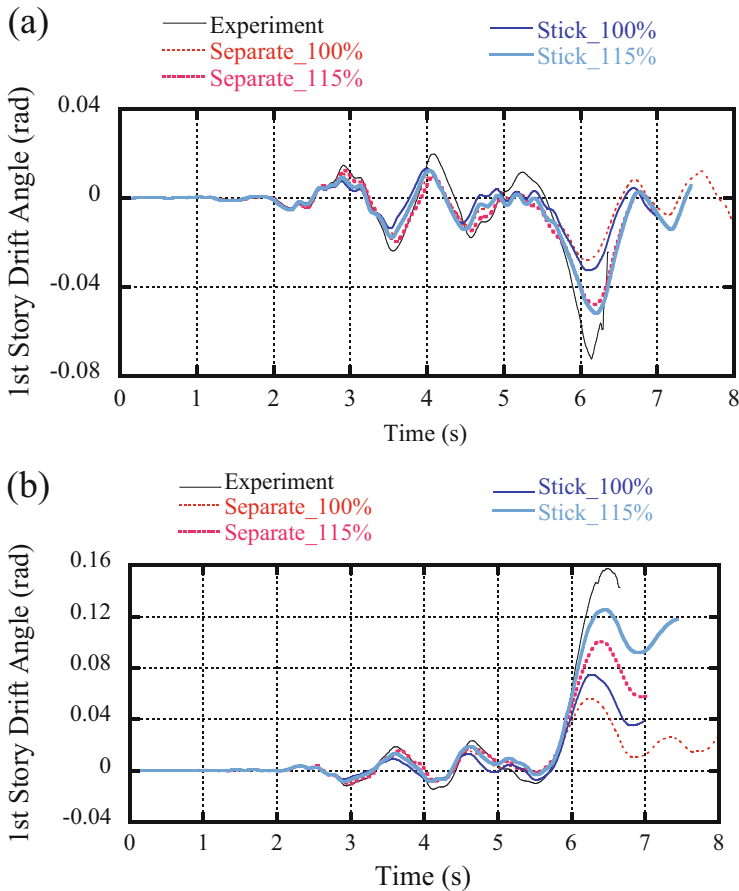 (a)
Experiment
Separate_100%
Separate_115%
Stick_100%
Stick_115%
1st Story Drift Angle (rad)
0.04
0
-0.04
-0.08
0 1 2 3 4 5 6 7 8
Time (s)
(b)
Experiment
Separate_100%
Separate_115%
Stick_100%
Stick_115%
1st Story Drift Angle (rad)
0.16
0.12
0.08
0.04
0
-0.04
0 1 2 3 4 5 6 7 8
Time (s)